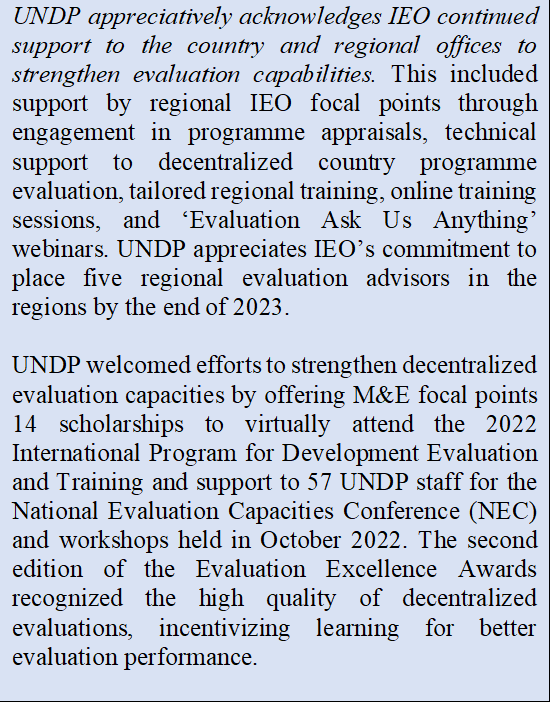 UNDP appreciatively acknowledges IEO continued
support to the country and regional offices to
strengthen evaluation capabilities. This included
support by regional IEO focal points through
engagement in programme appraisals, technical
support to decentralized country programme
evaluation, tailored regional training, online training
sessions, and ‘Evaluation Ask Us Anything’
webinars. UNDP appreciates IEO’s commitment to
place five regional evaluation advisors in the
regions by the end of 2023.
UNDP welcomed efforts to strengthen decentralized
evaluation capacities by offering M&E focal points
14 scholarships to virtually attend the 2022
International Program for Development Evaluation
and Training and support to 57 UNDP staff for the
National Evaluation Capacities Conference (NEC)
and workshops held in October 2022. The second
edition of the Evaluation Excellence Awards
recognized the high quality of decentralized
evaluations, incentivizing learning for better
evaluation performance.